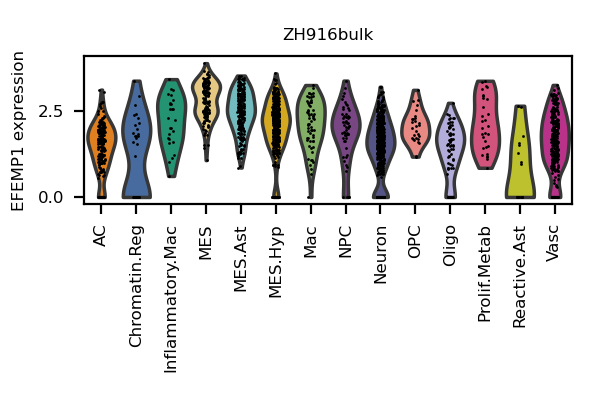 ZH916bulk
EFEMP1 expression
2.5
0.0
AC
Chromatin.Reg
Inflammatory.Mac
MES
MES.Ast
MES.Hyp
Mac
NPC
Neuron
OPC
Oligo
Prolif.Metab
Reactive.Ast
Vasc